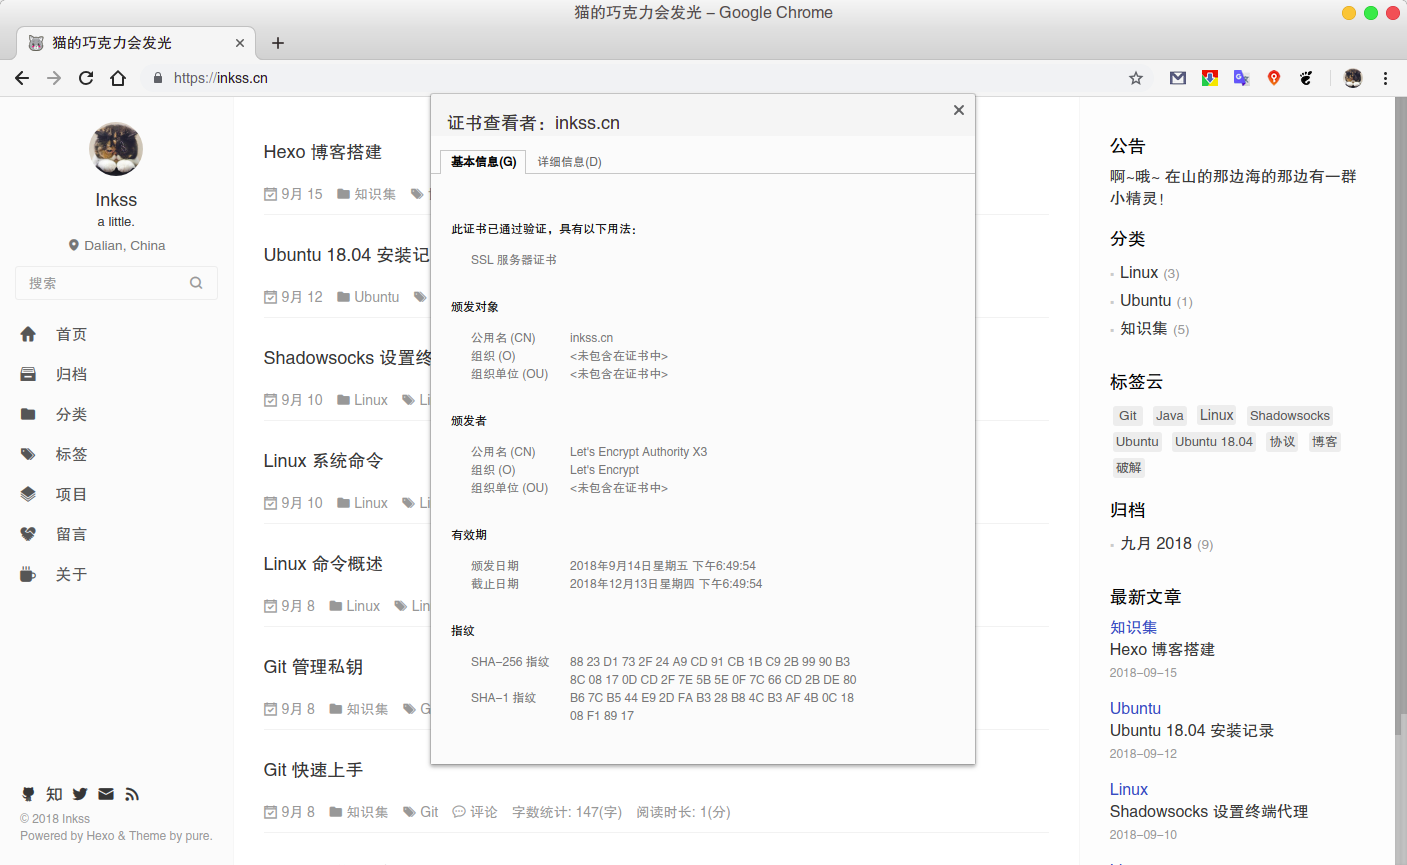 猫的巧克力会发光 – Google Chrome
猫的巧克力会发光
https://inkss.cn
Inkss
a little.
Dalian, China
搜索
首页
归档
分类
标签
项目
留言
关于
知
© 2018 Inkss
Powered by Hexo & Theme by pure.
Hexo 博客搭建
9月 15 知识集
Ubuntu 18.04 安装记
9月 12 Ubuntu
Shadowsocks 设置终
9月 10 Linux Li
Linux 系统命令
9月 10 Linux Li
Linux 命令概述
9月 8 Linux Lin
Git 管理私钥
9月 8 知识集 G
Git 快速上手
9月 8 知识集 Git 评论 字数统计: 147(字) 阅读时长: 1(分)
证书查看者：inkss.cn
基本信息(G) 详细信息(D)
此证书已通过验证，具有以下用法：
SSL 服务器证书
颁发对象
公用名 (CN) inkss.cn
组织 (O) <未包含在证书中>
组织单位 (OU) <未包含在证书中>
颁发者
公用名 (CN) Let's Encrypt Authority X3
组织 (O) Let's Encrypt
组织单位 (OU) <未包含在证书中>
有效期
颁发日期 2018年9月14日星期五 下午6:49:54
截止日期 2018年12月13日星期四 下午6:49:54
指纹
SHA-256 指纹 88 23 D1 73 2F 24 A9 CD 91 CB 1B C9 2B 99 90 B3
8C 08 17 0D CD 2F 7E 5B 5E 0F 7C 66 CD 2B DE 80
SHA-1 指纹 B6 7C B5 44 E9 2D FA B3 28 B8 4C B3 AF 4B 0C 18
08 F1 89 17
公告
啊~哦~ 在山的那边海的那边有一群
小精灵！
分类
Linux (3)
Ubuntu (1)
知识集 (5)
标签云
Git Java Linux Shadowsocks
Ubuntu Ubuntu 18.04 协议 博客
破解
归档
九月 2018 (9)
最新文章
知识集
Hexo 博客搭建
2018-09-15
Ubuntu
Ubuntu 18.04 安装记录
2018-09-12
Linux
Shadowsocks 设置终端代理
2018-09-10